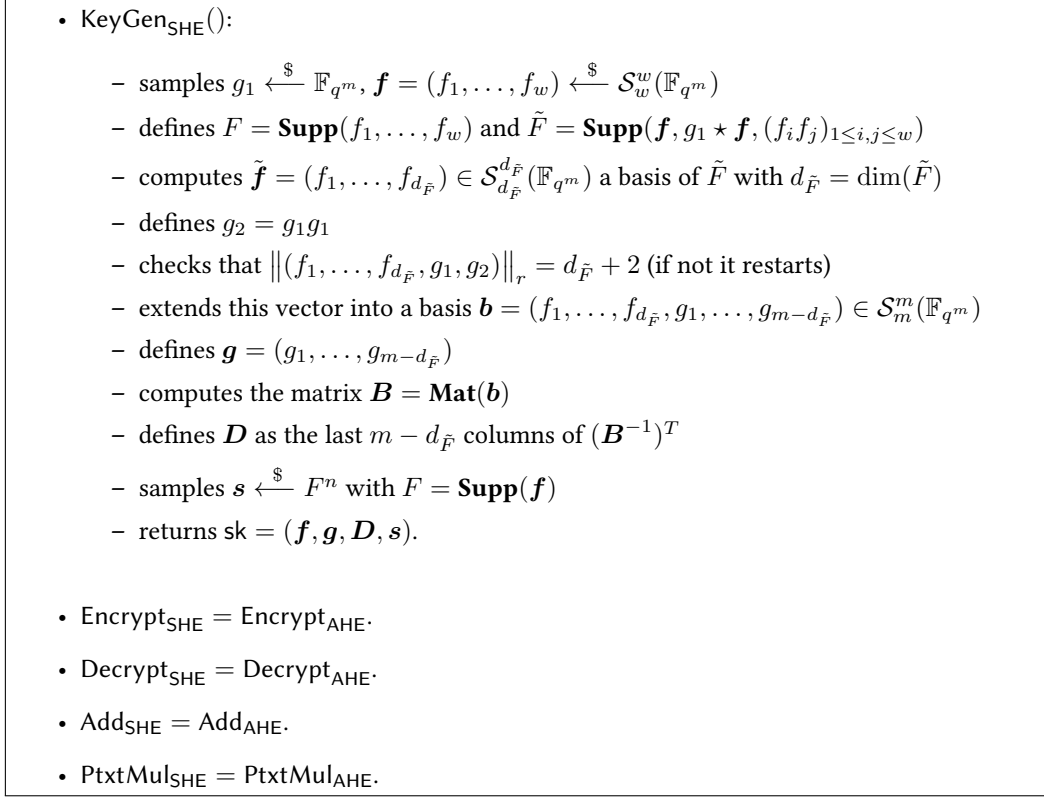 • KeyGen_SHE():
– samples g_1 ←$ 𝔽_{q^m}, 𝒇 = (f_1, . . . , f_w) ←$ 𝒮_w^w(𝔽_{q^m})
– defines F = Supp(f_1, . . . , f_w) and F̃ = Supp(𝒇, g_1 ⋆ 𝒇, (f_i f_j)_{1≤i,j≤w})
– computes 𝒇̃ = (f_1, . . . , f_{d_F̃}) ∈ 𝒮_{d_F̃}^{d_F̃}(𝔽_{q^m}) a basis of F̃ with d_F̃ = dim(F̃)
– defines g_2 = g_1g_1
– checks that ‖(f_1, . . . , f_{d_F̃}, g_1, g_2)‖_r = d_F̃ + 2 (if not it restarts)
– extends this vector into a basis 𝒃 = (f_1, . . . , f_{d_F̃}, g_1, . . . , g_{m−d_F̃}) ∈ 𝒮_m^m(𝔽_{q^m})
– defines 𝒈 = (g_1, . . . , g_{m−d_F̃})
– computes the matrix 𝑩 = Mat(𝒃)
– defines 𝑫 as the last m − d_F̃ columns of (𝑩^{−1})^T
– samples 𝒔 ←$ F^n with F = Supp(𝒇)
– returns sk = (𝒇, 𝒈, 𝑫, 𝒔).
• Encrypt_SHE = Encrypt_AHE.
• Decrypt_SHE = Decrypt_AHE.
• Add_SHE = Add_AHE.
• PtxtMul_SHE = PtxtMul_AHE.